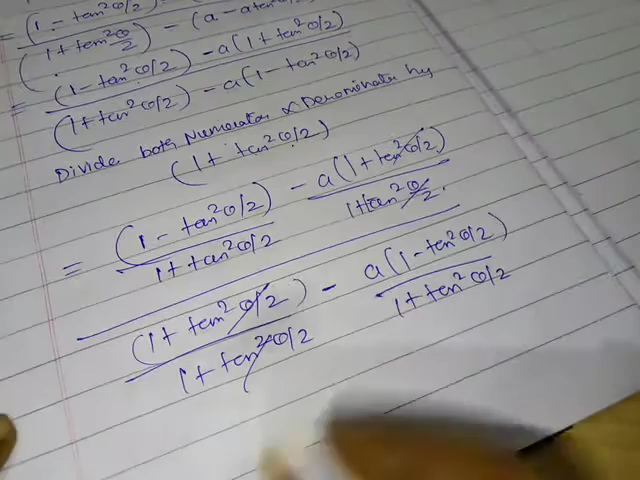 = (1 - tan²θ/2)
(1 + tan²θ/2) - (a - atan²
= (1 - tan²θ/2) - a(1 + tan²θ/2)
(1 + tan²θ/2) - a(1 - tan²θ/2)
Divide both Numerator & Denominator by
(1 + tan²θ/2)
= (1 - tan²θ/2) - a(1 + tan²θ/2)
1 + tan²θ/2 1 + tan²θ/2
(1 + tan²θ/2) - a(1 - tan²θ/2)
1 + tan²θ/2 1 + tan²θ/2